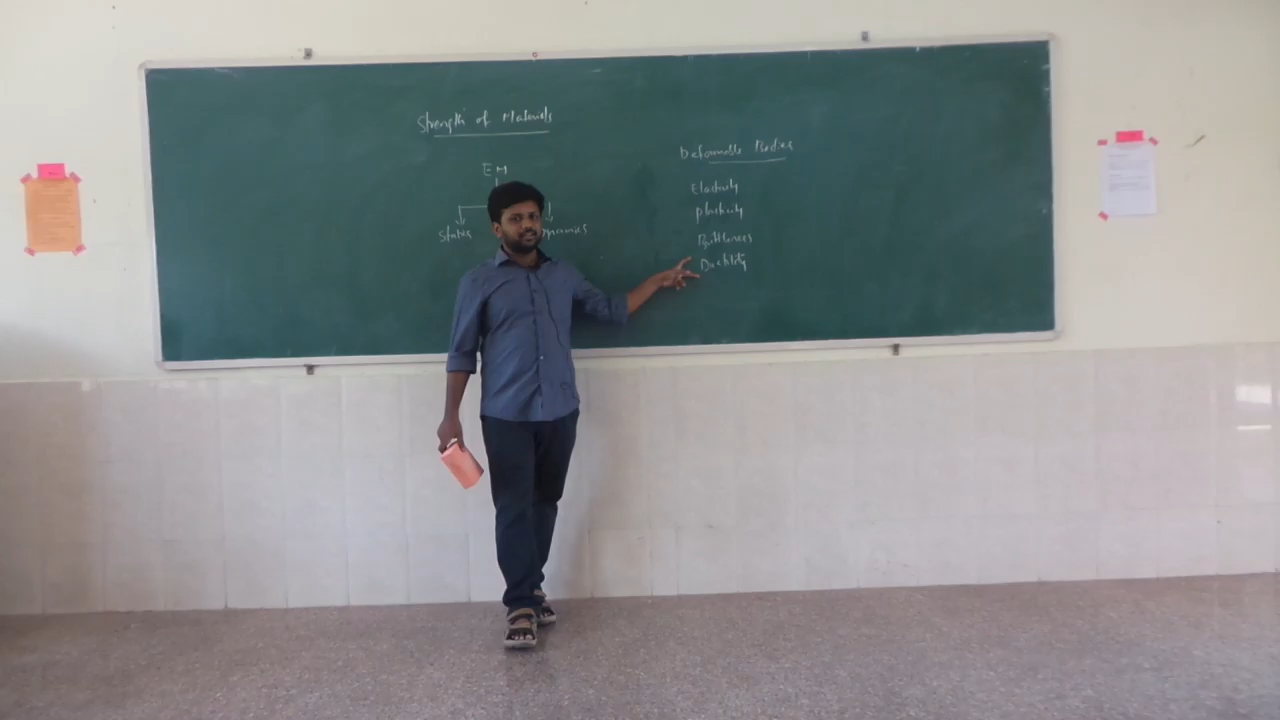 Strength of Materials
EM
Statics
Deformable Bodies
Elasticity
Plasticity
Brittleness
Ductility